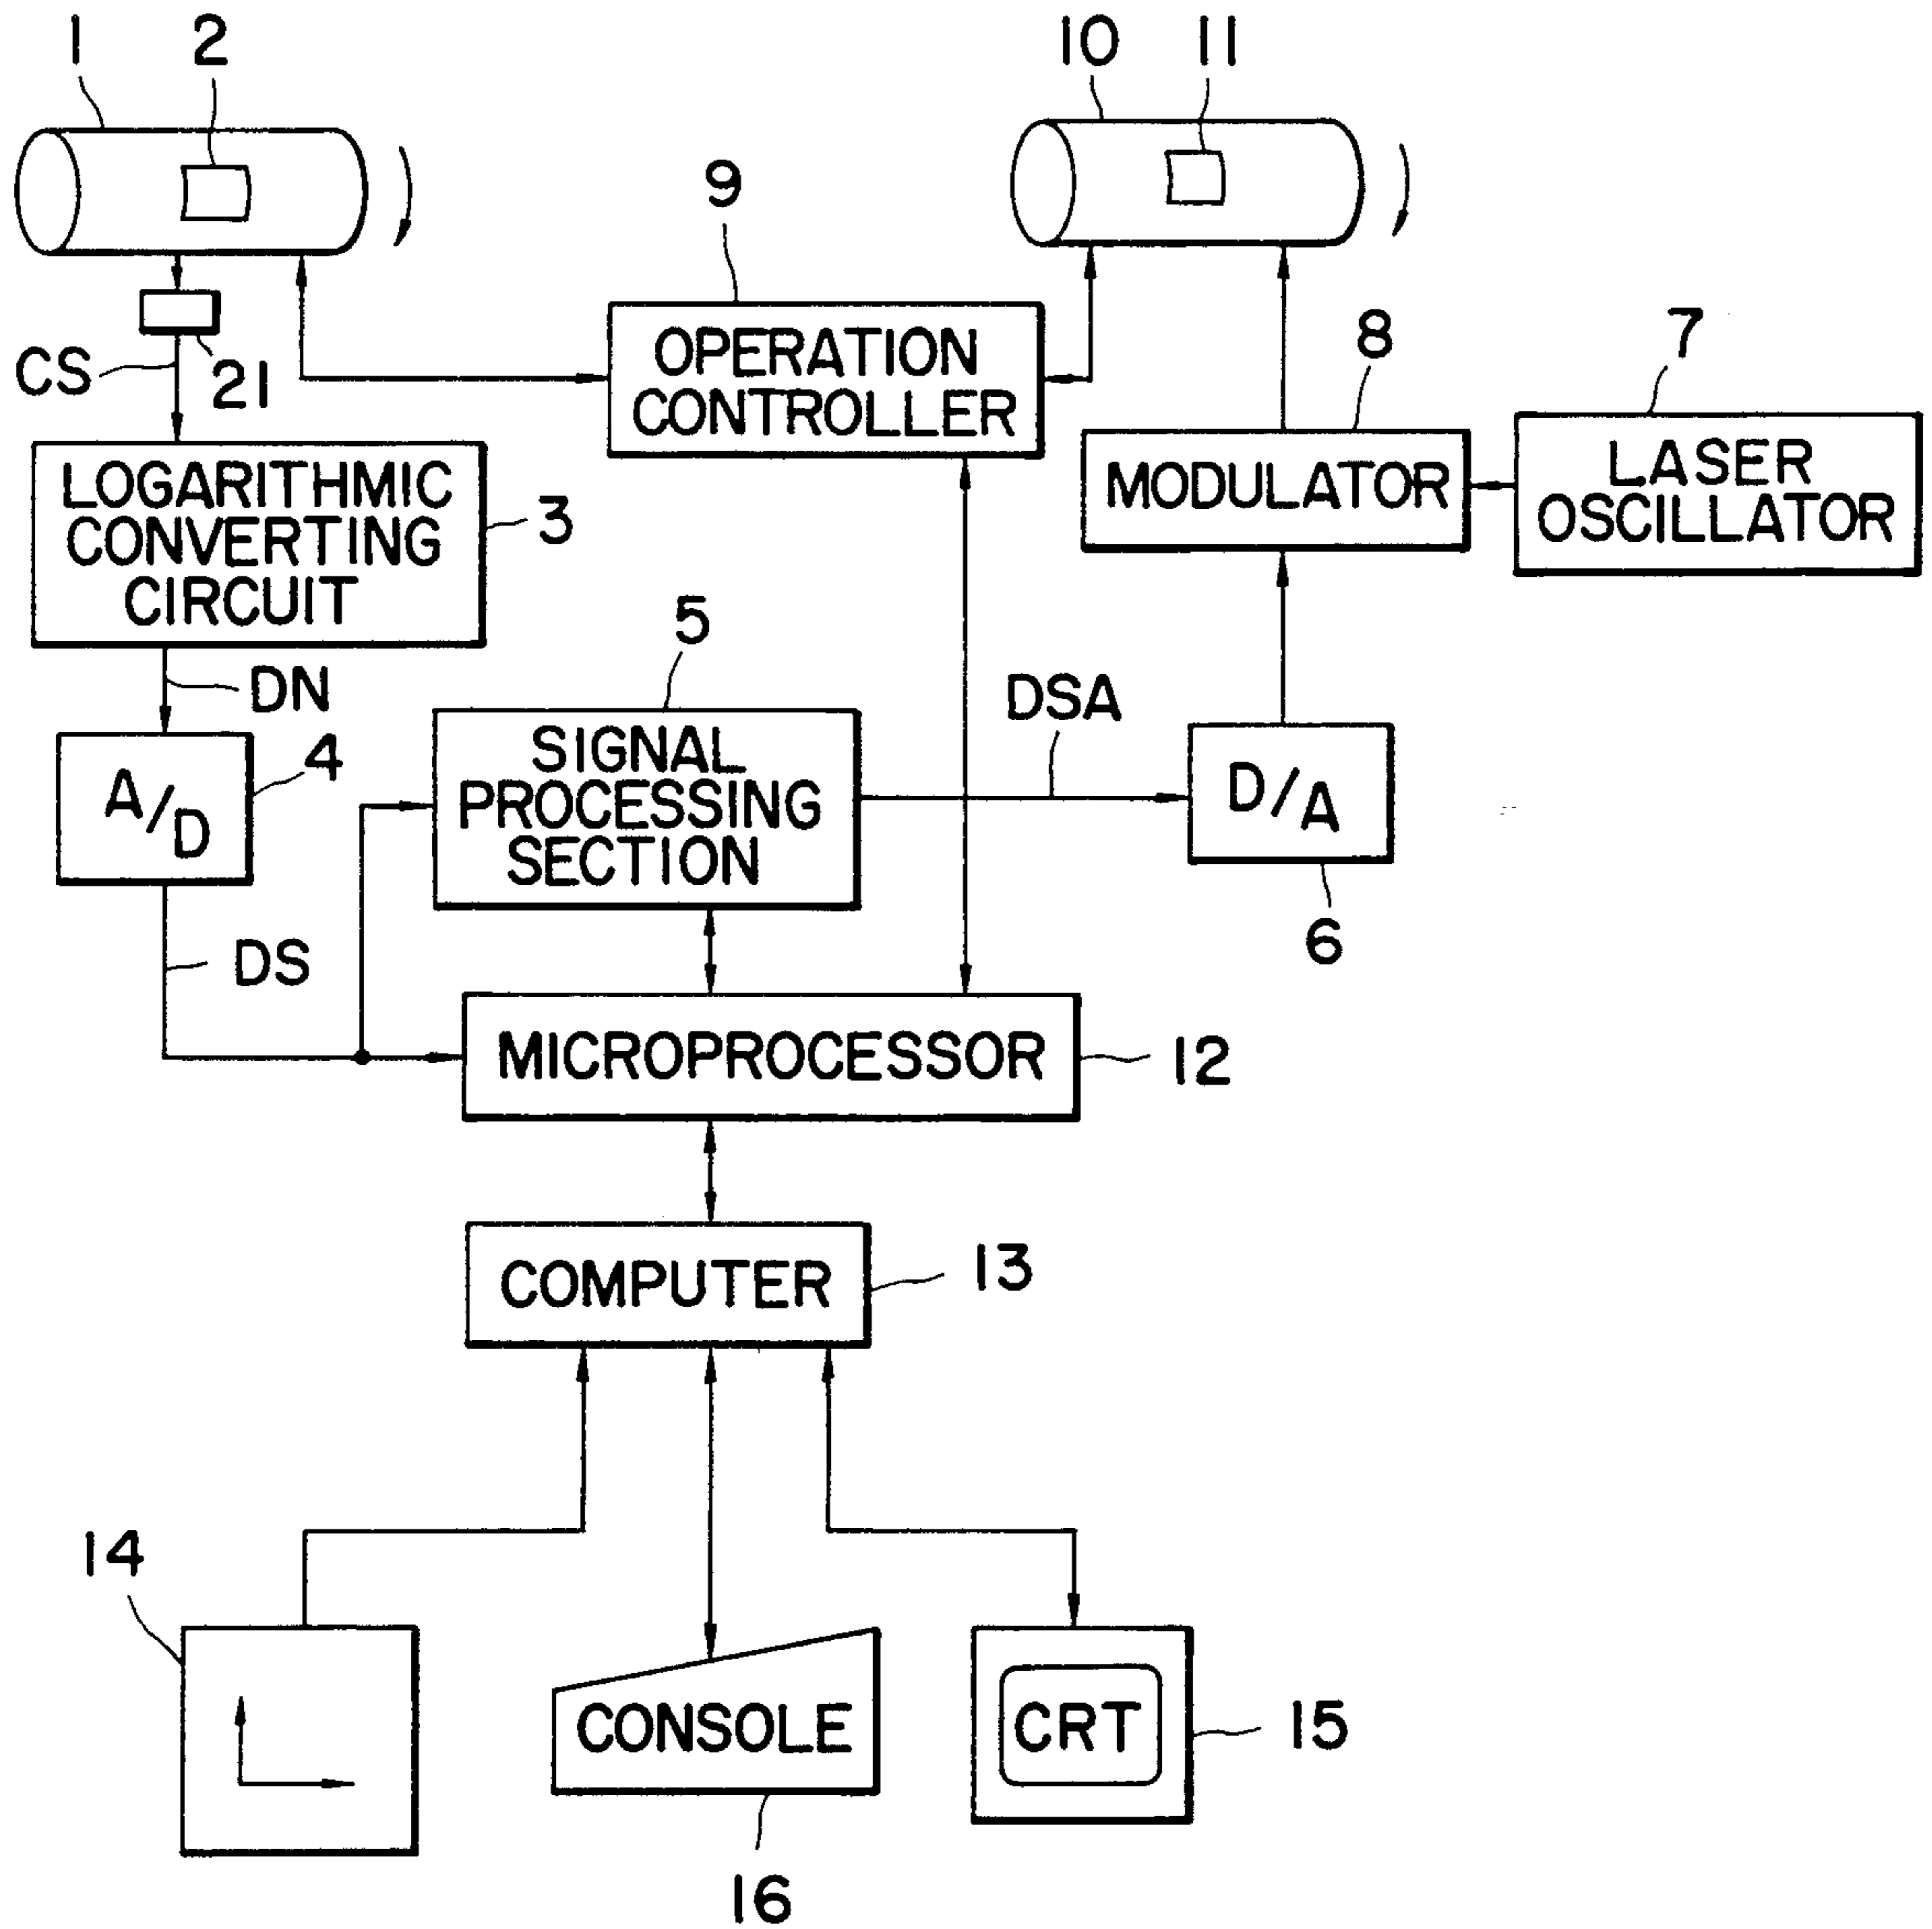 1
2
10
11
9
OPERATION
CONTROLLER
8
7
CS
21
LOGARITHMIC
CONVERTING
CIRCUIT
3
MODULATOR
LASER
OSCILLATOR
5
DN
DSA
A/D
4
SIGNAL
PROCESSING
SECTION
D/A
6
DS
MICROPROCESSOR
12
COMPUTER
13
14
CONSOLE
CRT
15
16